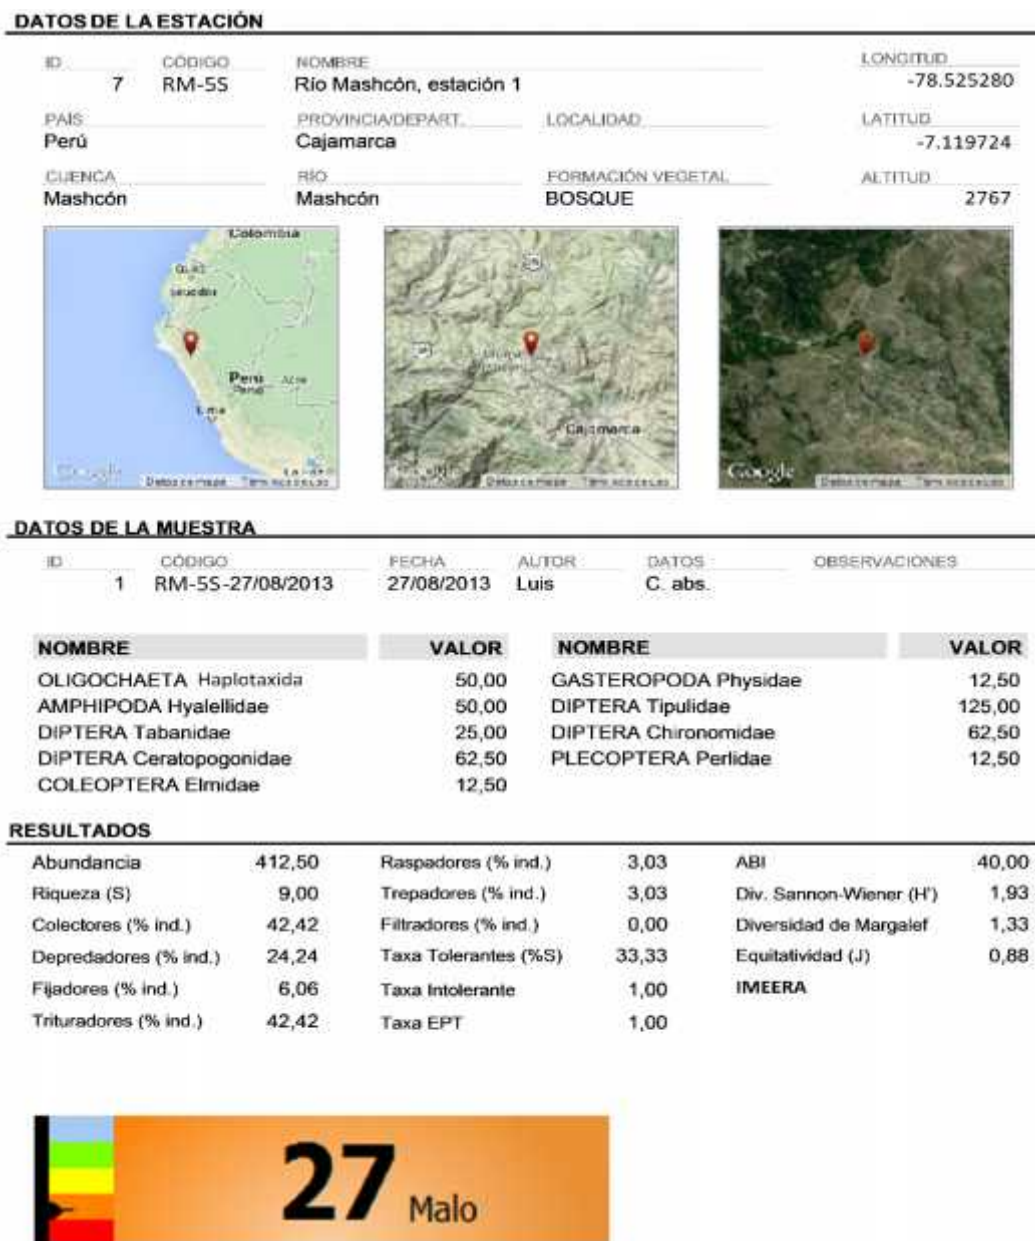 DATOS DE LA ESTACIÓN
ID CÓDIGO NOMBRE LONGITUD
7 RM-5S Río Mashcón, estación 1 -78.525280
PAÍS PROVINCIA/DEPART. LOCALIDAD LATITUD
Perú Cajamarca -7.119724
CUENCA RÍO FORMACIÓN VEGETAL ALTITUD
Mashcón Mashcón BOSQUE 2767
Colombia
Perú
Lima
Cajamarca
Google
DATOS DE LA MUESTRA
ID CÓDIGO FECHA AUTOR DATOS OBSERVACIONES
1 RM-5S-27/08/2013 27/08/2013 Luis C. abs.
NOMBRE VALOR NOMBRE VALOR
OLIGOCHAETA Haplotaxida 50,00 GASTEROPODA Physidae 12,50
AMPHIPODA Hyalellidae 50,00 DIPTERA Tipulidae 125,00
DIPTERA Tabanidae 25,00 DIPTERA Chironomidae 62,50
DIPTERA Ceratopogonidae 62,50 PLECOPTERA Perlidae 12,50
COLEOPTERA Elmidae 12,50
RESULTADOS
Abundancia 412,50 Raspadores (% ind.) 3,03 ABI 40,00
Riqueza (S) 9,00 Trepadores (% ind.) 3,03 Div. Sannon-Wiener (H') 1,93
Colectores (% ind.) 42,42 Filtradores (% ind.) 0,00 Diversidad de Margalef 1,33
Depredadores (% ind.) 24,24 Taxa Tolerantes (%S) 33,33 Equitatividad (J) 0,88
Fijadores (% ind.) 6,06 Taxa Intolerante 1,00 IMEERA
Trituradores (% ind.) 42,42 Taxa EPT 1,00
27 Malo